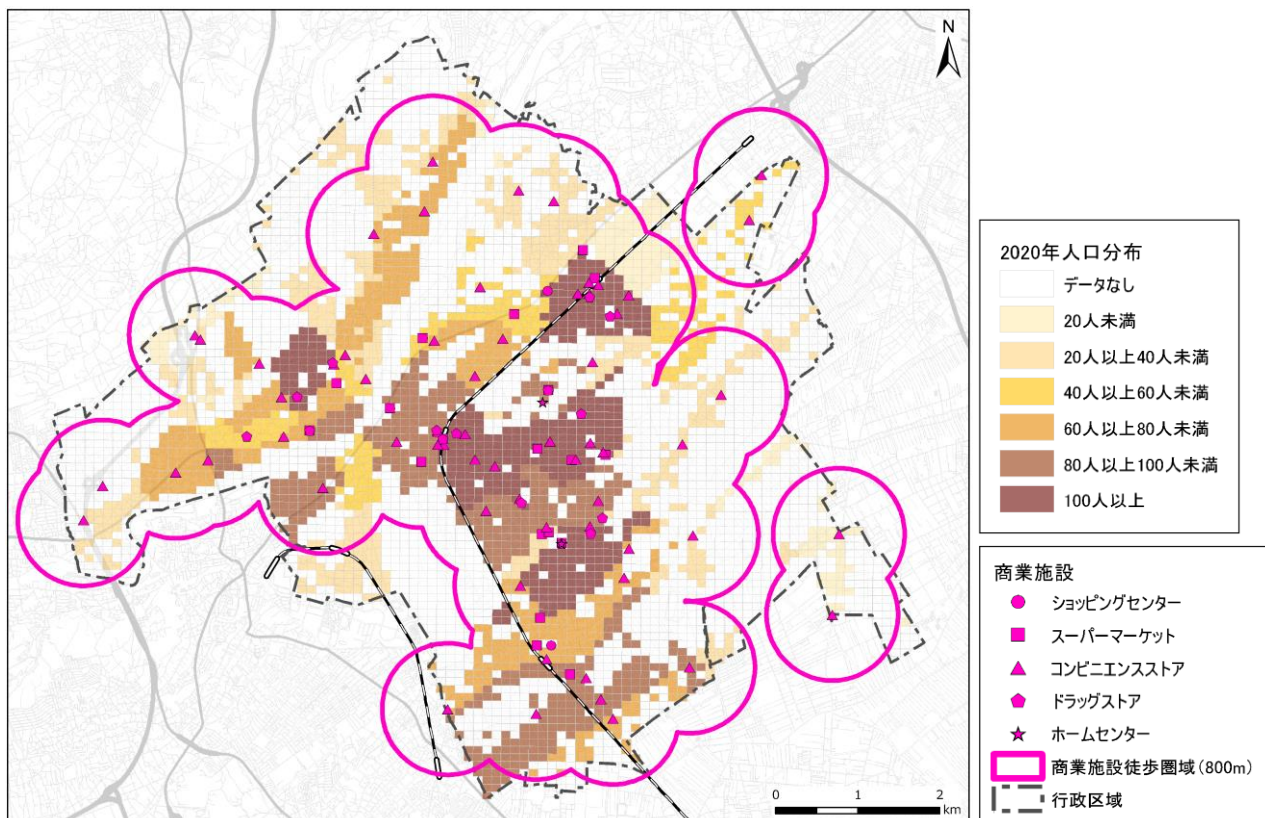 N
0
1
2
km
2020年人口分布
データなし
20人未満
20人以上40人未満
40人以上60人未満
60人以上80人未満
80人以上100人未満
100人以上
商業施設
ショッピングセンター
スーパーマーケット
コンビニエンスストア
ドラッグストア
ホームセンター
商業施設徒歩圏域(800m)
行政区域